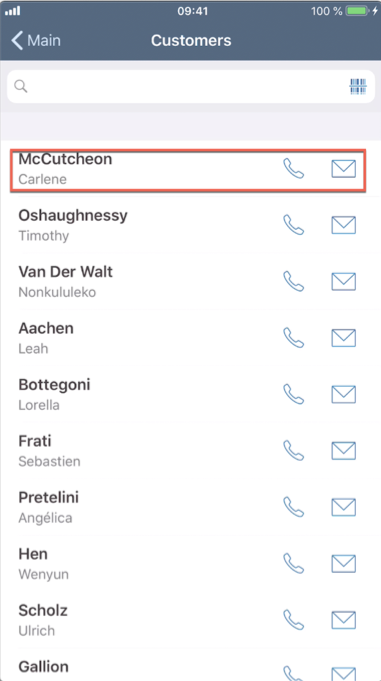 09:41
100 %
Main
Customers
McCutcheon
Carlene
Oshaughnessy
Timothy
Van Der Walt
Nonkululeko
Aachen
Leah
Bottegoni
Lorella
Frati
Sebastien
Pretelini
Angélica
Hen
Wenyun
Scholz
Ulrich
Gallion